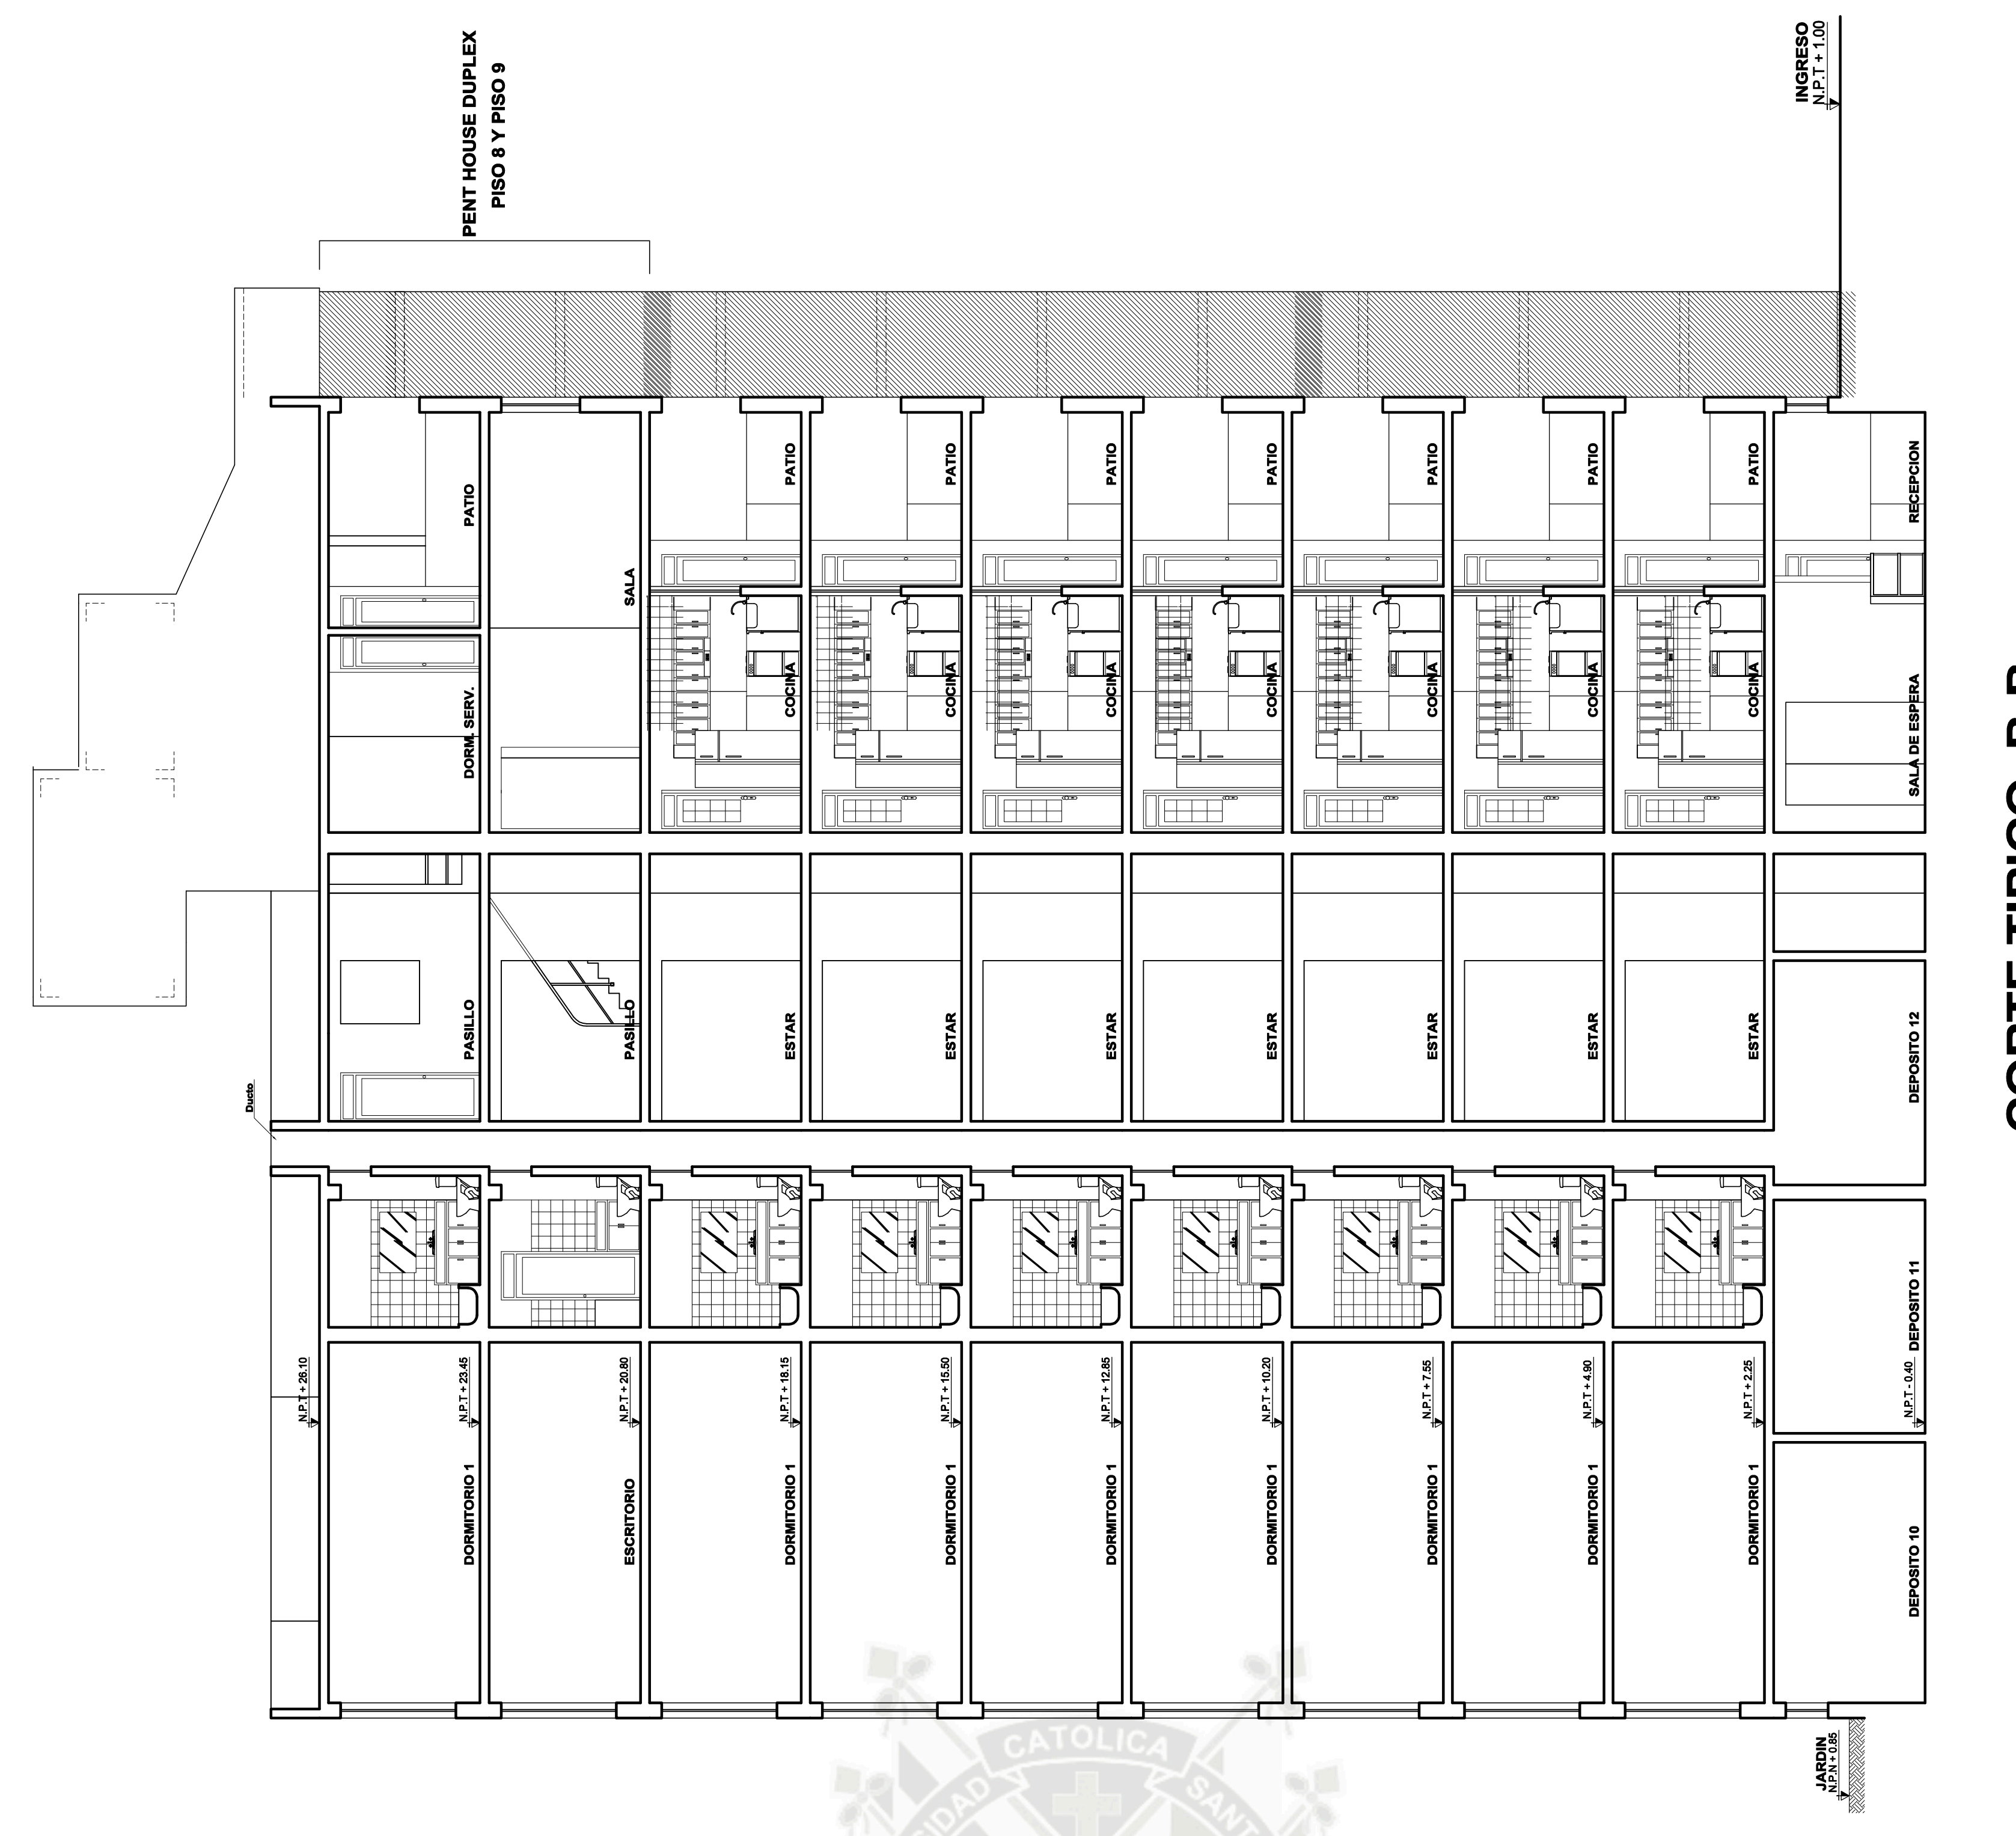 Ducto
N.P.T + 26.10
PENT HOUSE DUPLEX
PISO 8 Y PISO 9
DORMITORIO 1
N.P.T + 23.45
PASILLO
DORM. SERV.
PATIO
ESCRITORIO
N.P.T + 20.80
PASILLO
SALA
DORMITORIO 1
N.P.T + 18.15
ESTAR
COCINA
PATIO
DORMITORIO 1
N.P.T + 15.50
ESTAR
COCINA
PATIO
DORMITORIO 1
N.P.T + 12.85
ESTAR
COCINA
PATIO
DORMITORIO 1
N.P.T + 10.20
ESTAR
COCINA
PATIO
DORMITORIO 1
N.P.T + 7.55
ESTAR
COCINA
PATIO
DORMITORIO 1
N.P.T + 4.90
ESTAR
COCINA
PATIO
DORMITORIO 1
N.P.T + 2.25
ESTAR
COCINA
PATIO
INGRESO
N.P.T + 1.00
JARDIN
N.P.N + 0.85
DEPOSITO 10
N.P.T - 0.40
DEPOSITO 11
DEPOSITO 12
SALA DE ESPERA
RECEPCION
CORTE TIPICO
CATOLICA